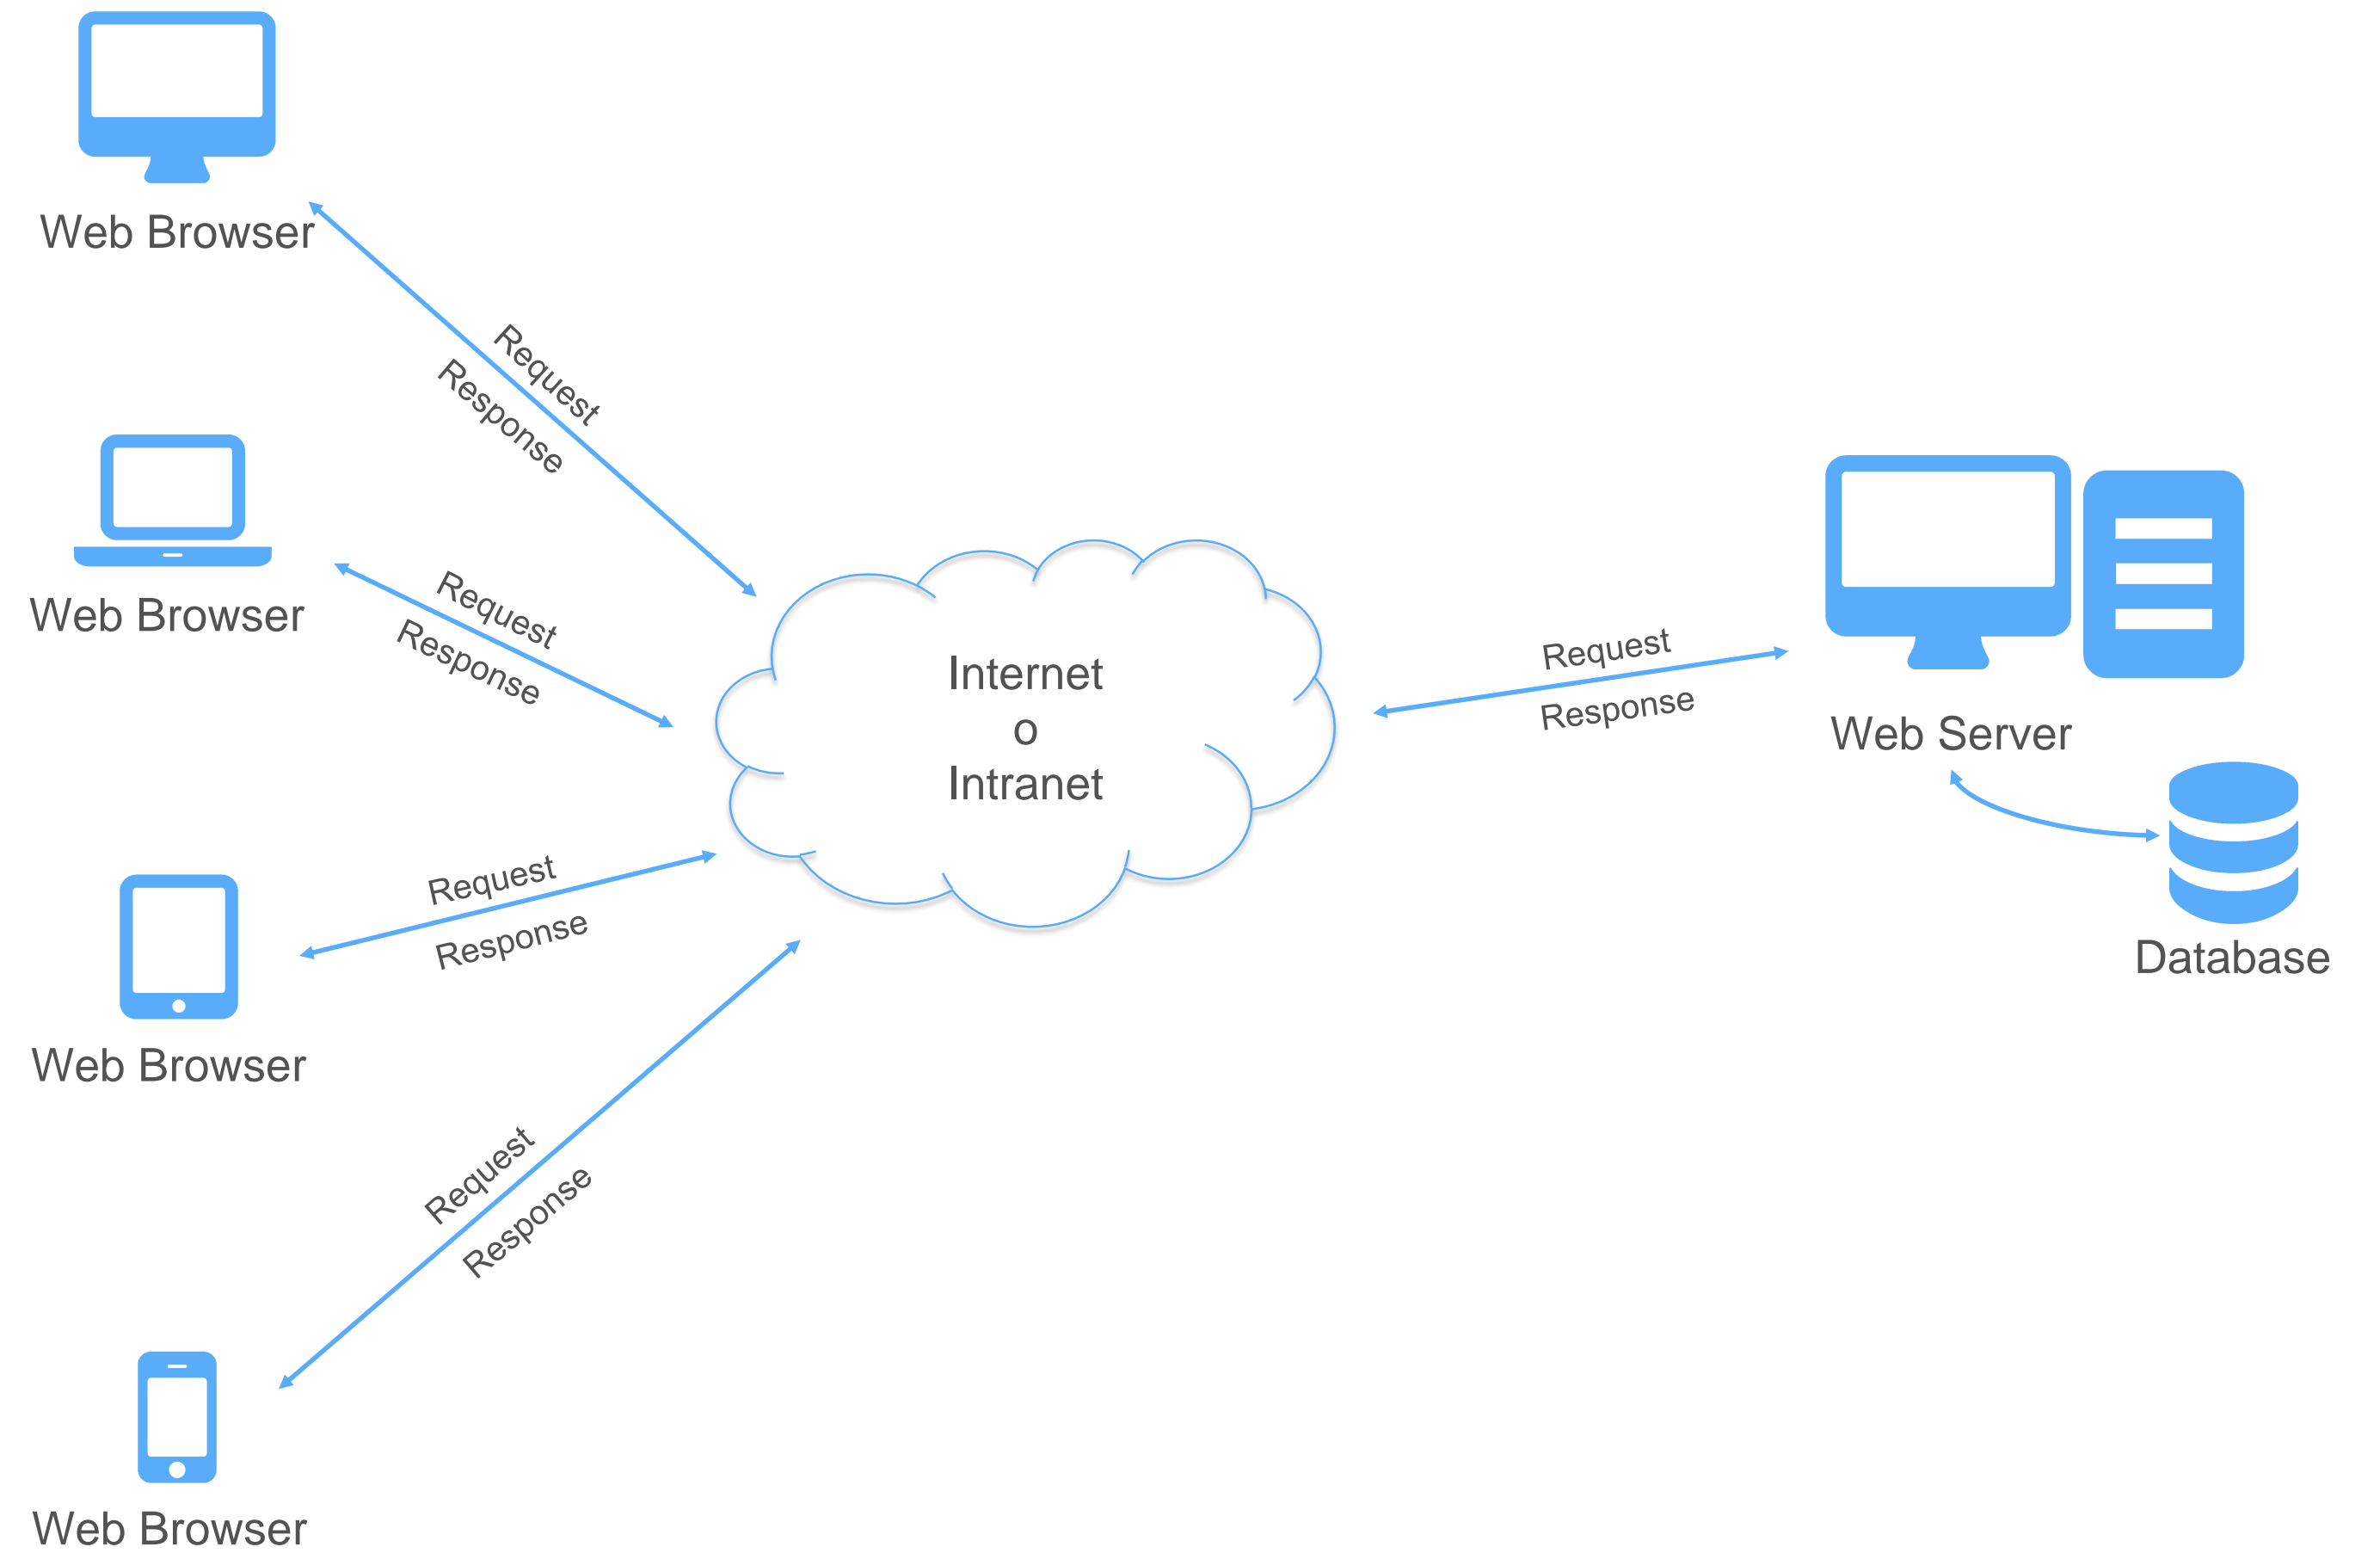 Web Browser
Request
Response
Web Browser
Request
Response
Internet
o
Intranet
Request
Response
Web Server
Request
Response
Database
Web Browser
Request
Response
Web Browser